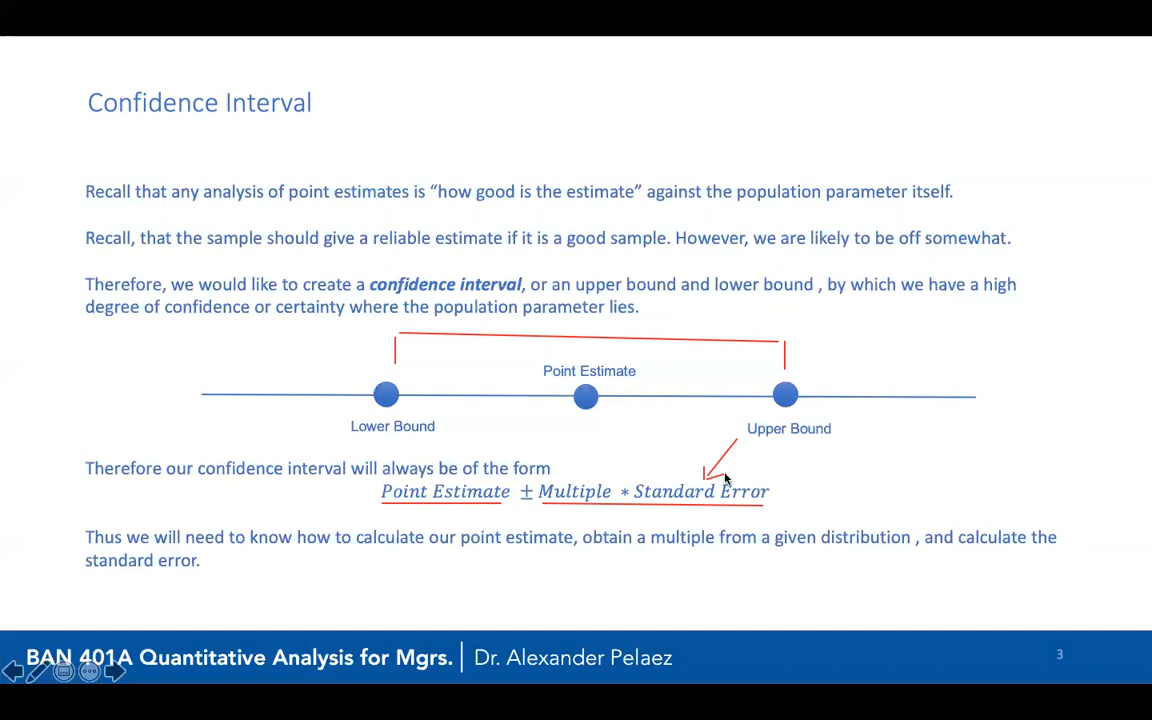 Confidence Interval
Recall that any analysis of point estimates is “how good is the estimate” against the population parameter itself.
Recall, that the sample should give a reliable estimate if it is a good sample. However, we are likely to be off somewhat.
Therefore, we would like to create a confidence interval, or an upper bound and lower bound , by which we have a high
degree of confidence or certainty where the population parameter lies.
Point Estimate
Lower Bound
Upper Bound
Therefore our confidence interval will always be of the form
Point Estimate ± Multiple * Standard Error
Thus we will need to know how to calculate our point estimate, obtain a multiple from a given distribution , and calculate the
standard error.
BAN 401A Quantitative Analysis for Mgrs. | Dr. Alexander Pelaez
3